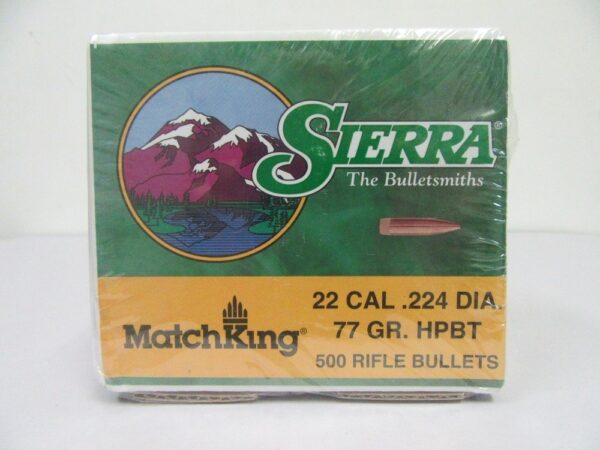 SIERRA®
The Bulletsmiths
22 CAL .224 DIA.
MatchKing®
77 GR. HPBT
500 RIFLE BULLETS